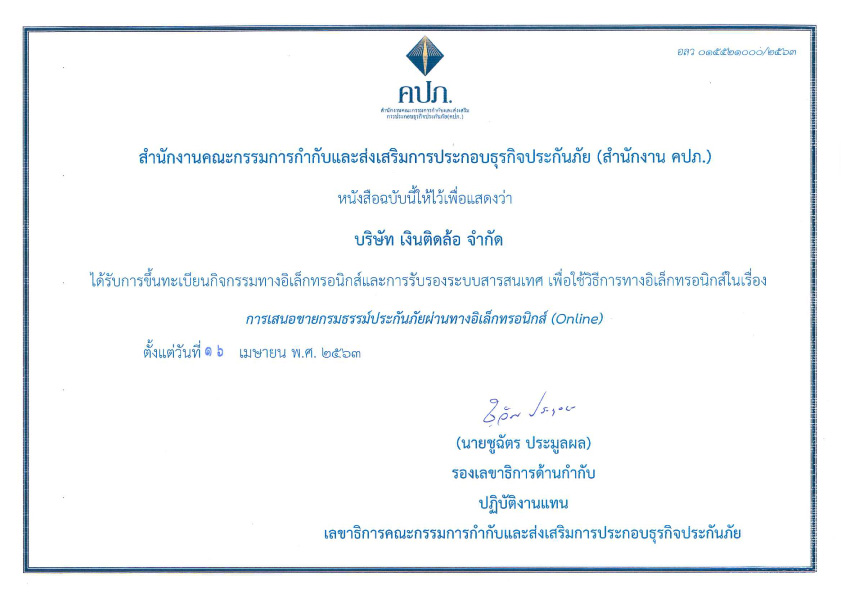 อสว ๐๑๕๕๒๑๐๐๐/๒๕๖๓
คปภ.
สำนักงานคณะกรรมการกำกับและส่งเสริม
การประกอบธุรกิจประกันภัย(คปภ.)
สำนักงานคณะกรรมการกำกับและส่งเสริมการประกอบธุรกิจประกันภัย (สำนักงาน คปภ.)
หนังสือฉบับนี้ให้ไว้เพื่อแสดงว่า
บริษัท เงินติดล้อ จำกัด
ได้รับการขึ้นทะเบียนกิจกรรมทางอิเล็กทรอนิกส์และการรับรองระบบสารสนเทศ เพื่อใช้วิธีการทางอิเล็กทรอนิกส์ในเรื่อง
การเสนอขายกรมธรรม์ประกันภัยผ่านทางอิเล็กทรอนิกส์ (Online)
ตั้งแต่วันที่ ๑๖ เมษายน พ.ศ. ๒๕๖๓
(นายชูฉัตร ประมูลผล)
รองเลขาธิการด้านกำกับ
ปฏิบัติงานแทน
เลขาธิการคณะกรรมการกำกับและส่งเสริมการประกอบธุรกิจประกันภัย